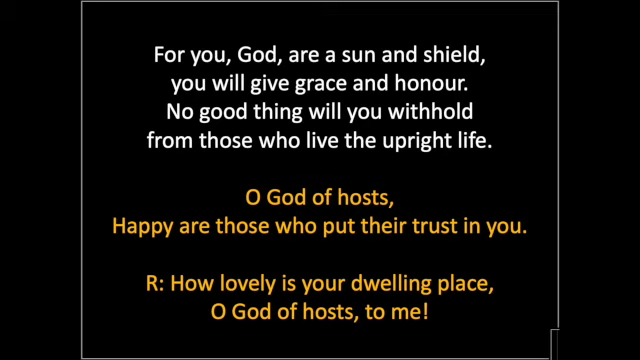 For you, God, are a sun and shield,
you will give grace and honour.
No good thing will you withhold
from those who live the upright life.
O God of hosts,
Happy are those who put their trust in you.
R: How lovely is your dwelling place,
O God of hosts, to me!